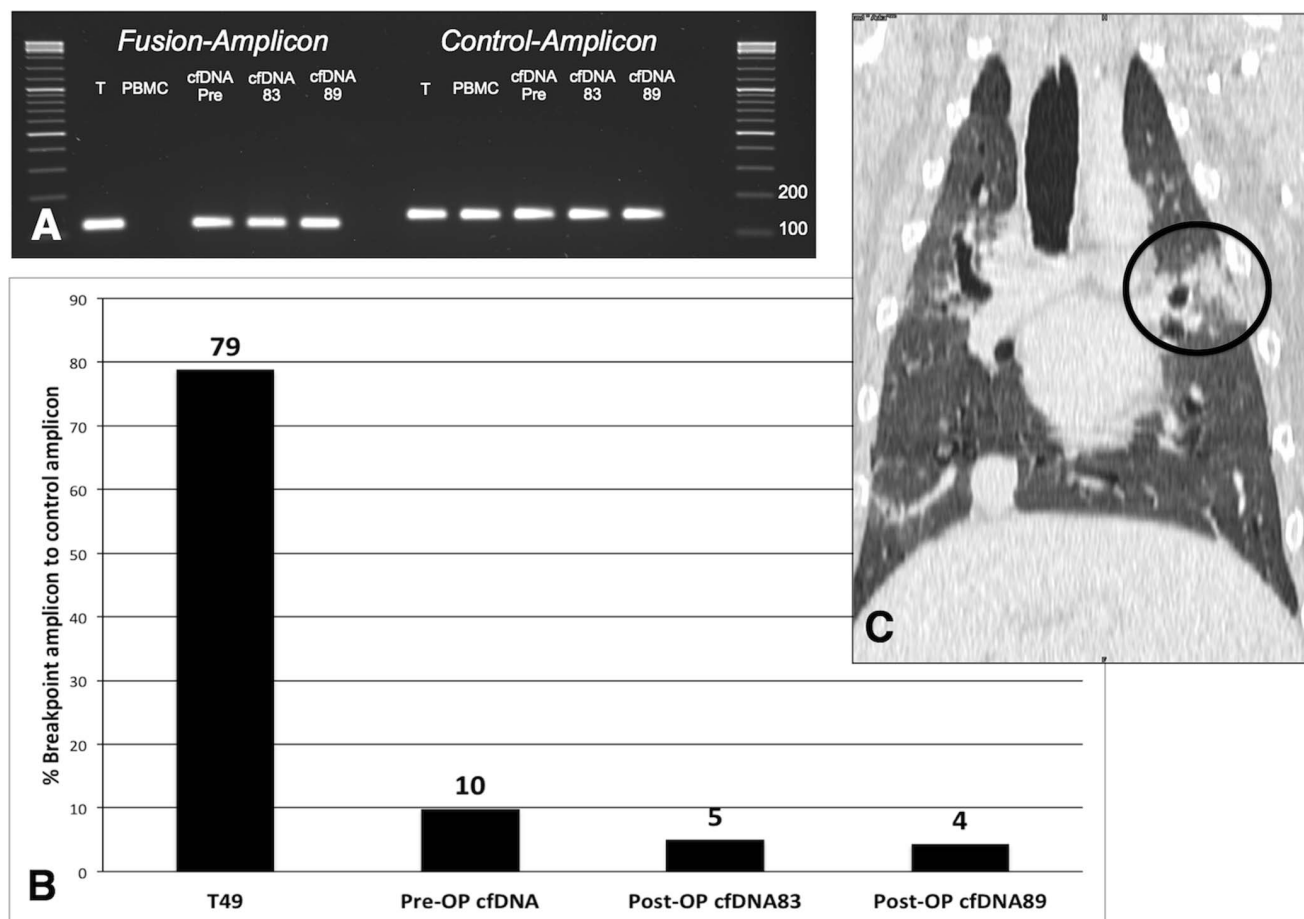 Fusion-Amplicon
Control-Amplicon
T PBMC cfDNA Pre cfDNA 83 cfDNA 89
T PBMC cfDNA Pre cfDNA 83 cfDNA 89
200
100
A
% Breakpoint amplicon to control amplicon
90
80
70
60
50
40
30
20
10
0
79
10
5
4
T49
Pre-OP cfDNA
Post-OP cfDNA83
Post-OP cfDNA89
B
H
C